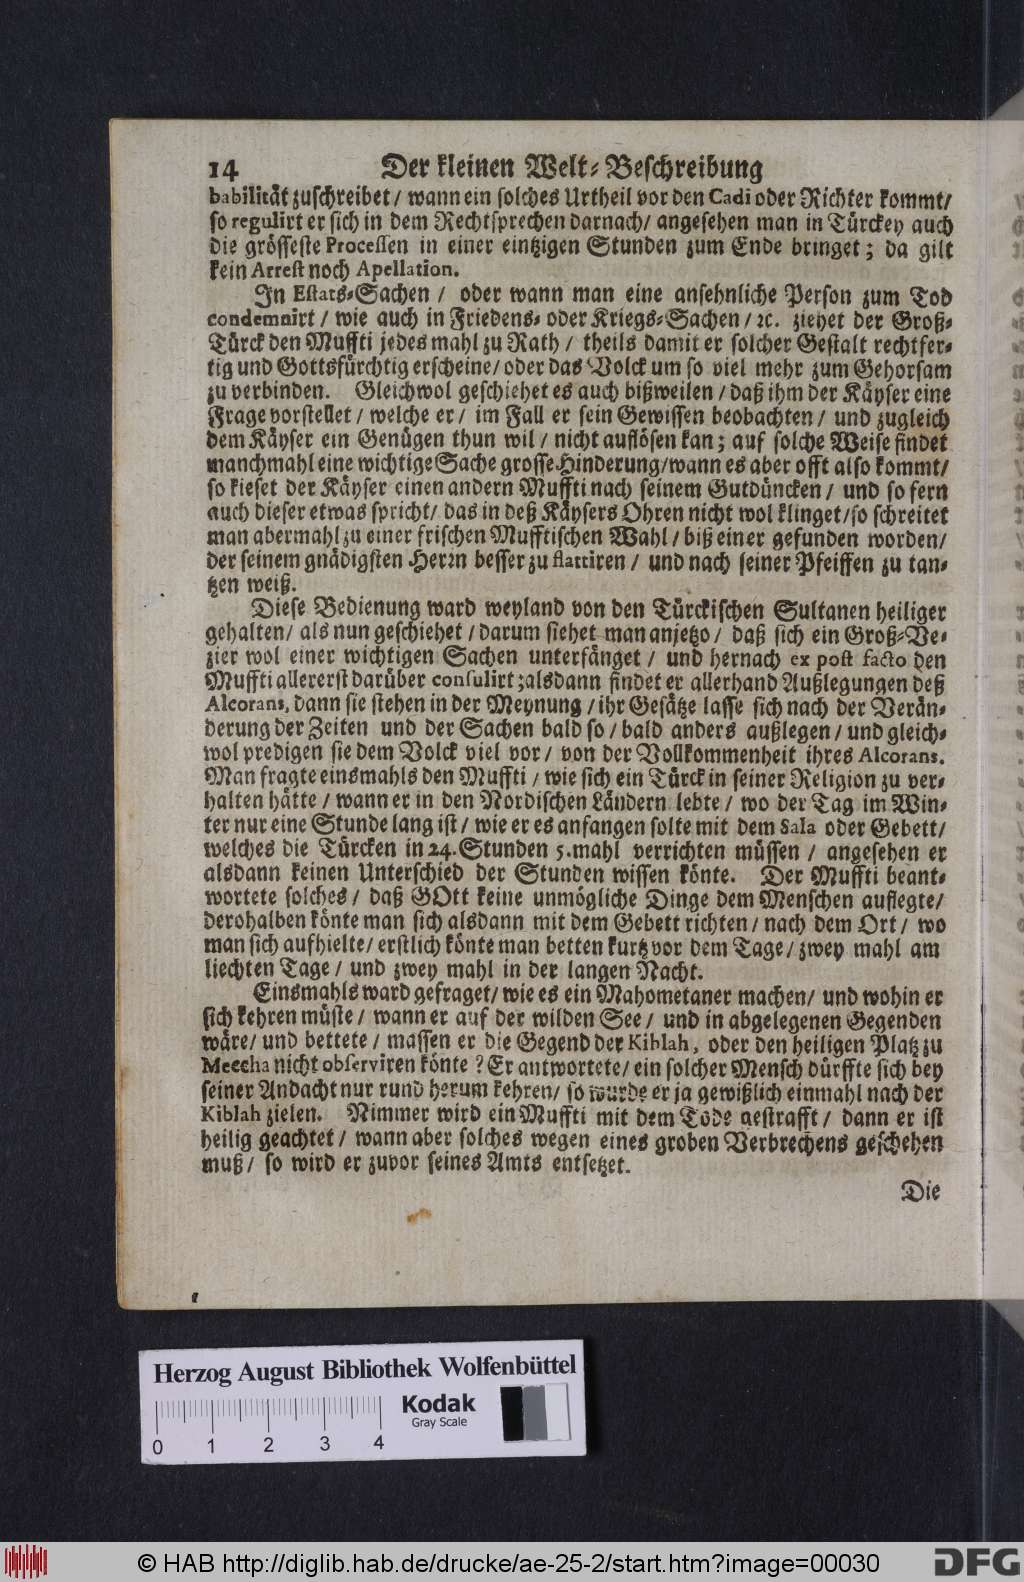 14 Der kleinen Welt-Beschreibung
babilität zuschreibet / wann ein solches Urtheil vor den Cadi oder Richter kommt/
so regulirt er sich in dem Rechtsprechen darnach/ angesehen man in Türckey auch
die grösseste Processen in einer eintzigen Stunden zum Ende bringet; da gilt
kein Arrest noch Apellation.
In Estats-Sachen / oder wann man eine ansehnliche Person zum Tod
condemnirt / wie auch in Friedens- oder Kriegs-Sachen / ꝛc. ziehet der Groß-
Türck den Muffti jedes mahl zu Rath / theils damit er solcher Gestalt rechtfer-
tig und Gottsfürchtig erscheine/ oder das Volck um so viel mehr zum Gehorsam
zu verbinden. Gleichwol geschiehet es auch bißweilen / daß ihm der Käyser eine
Frage vorstellet / welche er / im Fall er sein Gewissen beobachten / und zugleich
dem Käyser ein Genügen thun wil / nicht auflösen kan; auf solche Weise findet
manchmahl eine wichtige Sache grosse Hinderung/wann es aber offt also kommt/
so kieset der Käyser einen andern Muffti nach seinem Gutdüncken / und so fern
auch dieser etwas spricht/ das in deß Käysers Ohren nicht wol klinget/so schreitet
man abermahl zu einer frischen Mufftischen Wahl / biß einer gefunden worden/
der seinem gnädigsten Herꝛn besser zu flattiren / und nach seiner Pfeiffen zu tan-
tzen weiß.
Diese Bedienung ward weyland von den Türckischen Sultanen heiliger
gehalten/ als nun geschiehet / darum siehet man anjetzo / daß sich ein Groß-Ve-
zier wol einer wichtigen Sachen unterfänget / und hernach ex post facto den
Muffti allererst darüber consulirt; alsdann findet er allerhand Außlegungen deß
Alcorans, dann sie stehen in der Meynung / ihr Gesätze lasse sich nach der Verän-
derung der Zeiten und der Sachen bald so / bald anders außlegen / und gleich-
wol predigen sie dem Volck viel vor / von der Vollkommenheit ihres Alcorans.
Man fragte einsmahls den Muffti / wie sich ein Türck in seiner Religion zu ver-
halten hätte / wann er in den Nordischen Ländern lebte / wo der Tag im Win-
ter nur eine Stunde lang ist / wie er es anfangen solte mit dem Sala oder Gebett/
welches die Türcken in 24. Stunden 5. mahl verrichten müssen / angesehen er
alsdann keinen Unterschied der Stunden wissen könte. Der Muffti beant-
wortete solches / daß GOtt keine unmögliche Dinge dem Menschen auflegte/
derohalben könte man sich alsdann mit dem Gebett richten / nach dem Ort / wo
man sich aufhielte/ erstlich könte man betten kurtz vor dem Tage / zwey mahl am
liechten Tage / und zwey mahl in der langen Nacht.
Einsmahls ward gefraget/ wie es ein Mahometaner machen/ und wohin er
sich kehren müste / wann er auf der wilden See / und in abgelegenen Gegenden
wäre/ und bettete / massen er die Gegend der Kiblah, oder den heiligen Platz zu
Meccha nicht observiren könte ? Er antwortete/ ein solcher Mensch dürffte sich bey
seiner Andacht nur rund herum kehren/ so wurde er ja gewißlich einmahl nach der
Kiblah zielen. Nimmer wird ein Muffti mit dem Tode gestrafft / dann er ist
heilig geachtet / wann aber solches wegen eines groben Verbrechens geschehen
muß / so wird er zuvor seines Amts entsetzet.
Die
Herzog August Bibliothek Wolfenbüttel
Kodak
Gray Scale
0 1 2 3 4
© HAB http://diglib.hab.de/drucke/ae-25-2/start.htm?image=00030
DFG